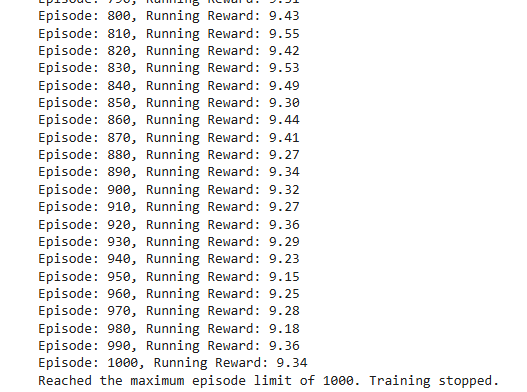 Episode: 800, Running Reward: 9.43
Episode: 810, Running Reward: 9.55
Episode: 820, Running Reward: 9.42
Episode: 830, Running Reward: 9.53
Episode: 840, Running Reward: 9.49
Episode: 850, Running Reward: 9.30
Episode: 860, Running Reward: 9.44
Episode: 870, Running Reward: 9.41
Episode: 880, Running Reward: 9.27
Episode: 890, Running Reward: 9.34
Episode: 900, Running Reward: 9.32
Episode: 910, Running Reward: 9.27
Episode: 920, Running Reward: 9.36
Episode: 930, Running Reward: 9.29
Episode: 940, Running Reward: 9.23
Episode: 950, Running Reward: 9.15
Episode: 960, Running Reward: 9.25
Episode: 970, Running Reward: 9.28
Episode: 980, Running Reward: 9.18
Episode: 990, Running Reward: 9.36
Episode: 1000, Running Reward: 9.34
Reached the maximum episode limit of 1000. Training stopped.